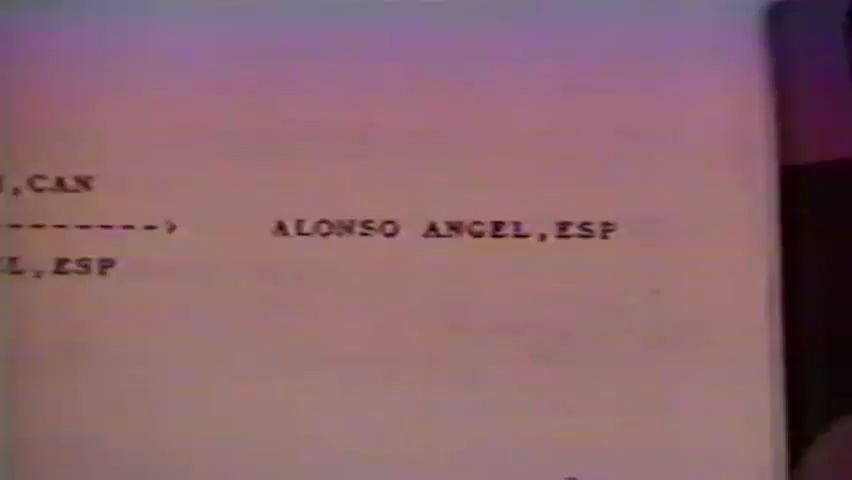 ,CAN
--------> ALONSO ANGEL,ESP
L,ESP